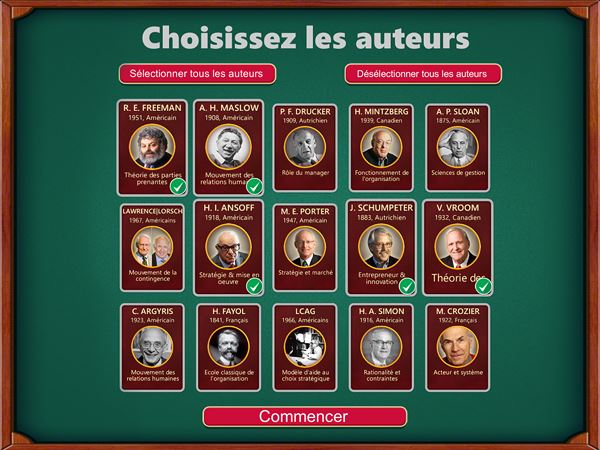 Choisissez les auteurs
Sélectionner tous les auteurs
Désélectionner tous les auteurs
R. E. FREEMAN
1951, Américain
Théorie des parties
prenantes
A. H. MASLOW
1908, Américain
Mouvement des
relations humaines
P. F. DRUCKER
1909, Autrichien
Rôle du manager
H. MINTZBERG
1939, Canadien
Fonctionnement de
l'organisation
A. P. SLOAN
1875, Américain
Sciences de gestion
LAWRENCE|LORSCH
1967, Américains
Mouvement de la
contingence
H. I. ANSOFF
1918, Américain
Stratégie & mise en
oeuvre
M. E. PORTER
1947, Américain
Stratégie et marché
J. SCHUMPETER
1883, Autrichien
Entrepreneur &
innovation
V. VROOM
1932, Canadien
Théorie des
C. ARGYRIS
1923, Américain
Mouvement des
relations humaines
H. FAYOL
1841, Français
Ecole classique de
l'organisation
LCAG
1966, Américains
Modèle d'aide au
choix stratégique
H. A. SIMON
1916, Américain
Rationalité et
contraintes
M. CROZIER
1922, Français
Acteur et système
Commencer